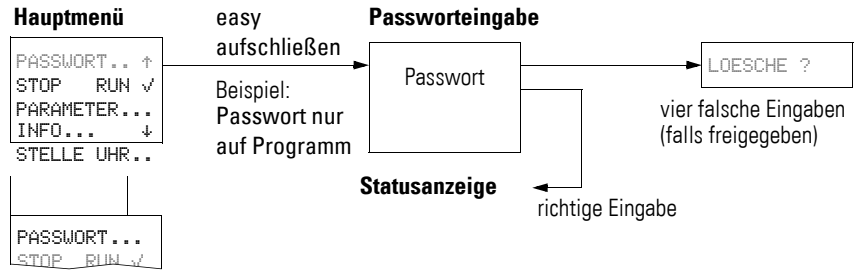 Hauptmenü
PASSWORT.. ↑
STOP RUN √
PARAMETER...
INFO... ↓
STELLE UHR..
PASSWORT...
STOP RUN √
easy
aufschließen
Beispiel:
Passwort nur
auf Programm
Passworteingabe
Passwort
Statusanzeige
richtige Eingabe
LOESCHE ?
vier falsche Eingaben
(falls freigegeben)